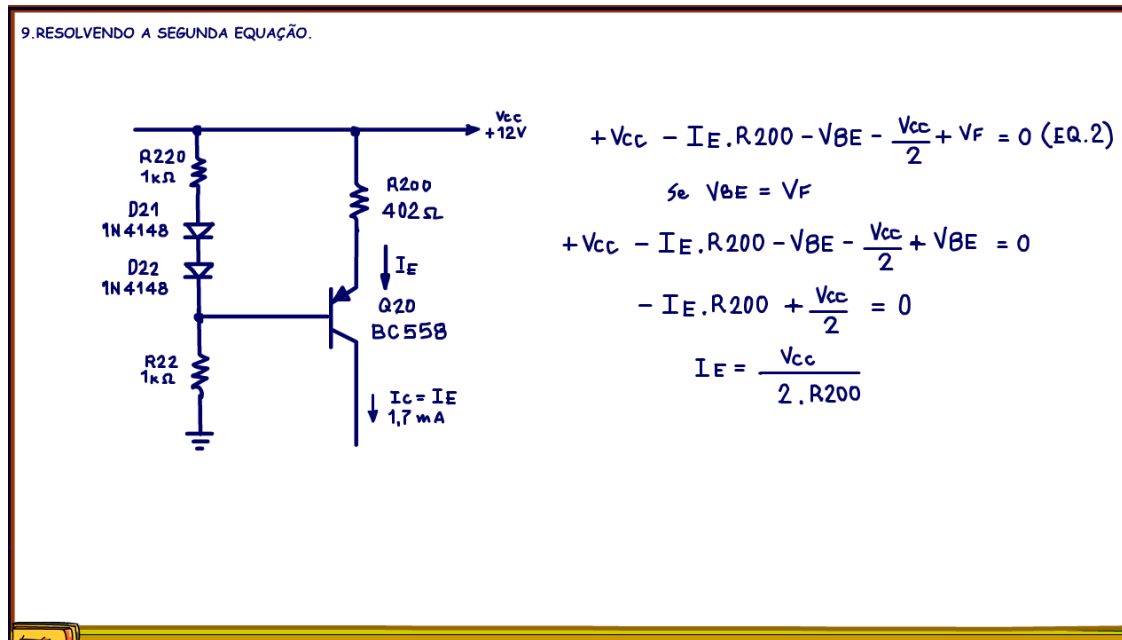 9.RESOLVENDO A SEGUNDA EQUAÇÃO.
Vcc
+12V
R220
1KΩ
D21
1N4148
D22
1N4148
R22
1KΩ
R200
402Ω
IE
Q20
BC558
Ic = IE
1,7 mA
+Vcc - IE.R200 - VBE - Vcc/2 + VF = 0 (EQ.2)
Se VBE = VF
+Vcc - IE.R200 - VBE - Vcc/2 + VBE = 0
- IE.R200 + Vcc/2 = 0
IE = Vcc/2.R200